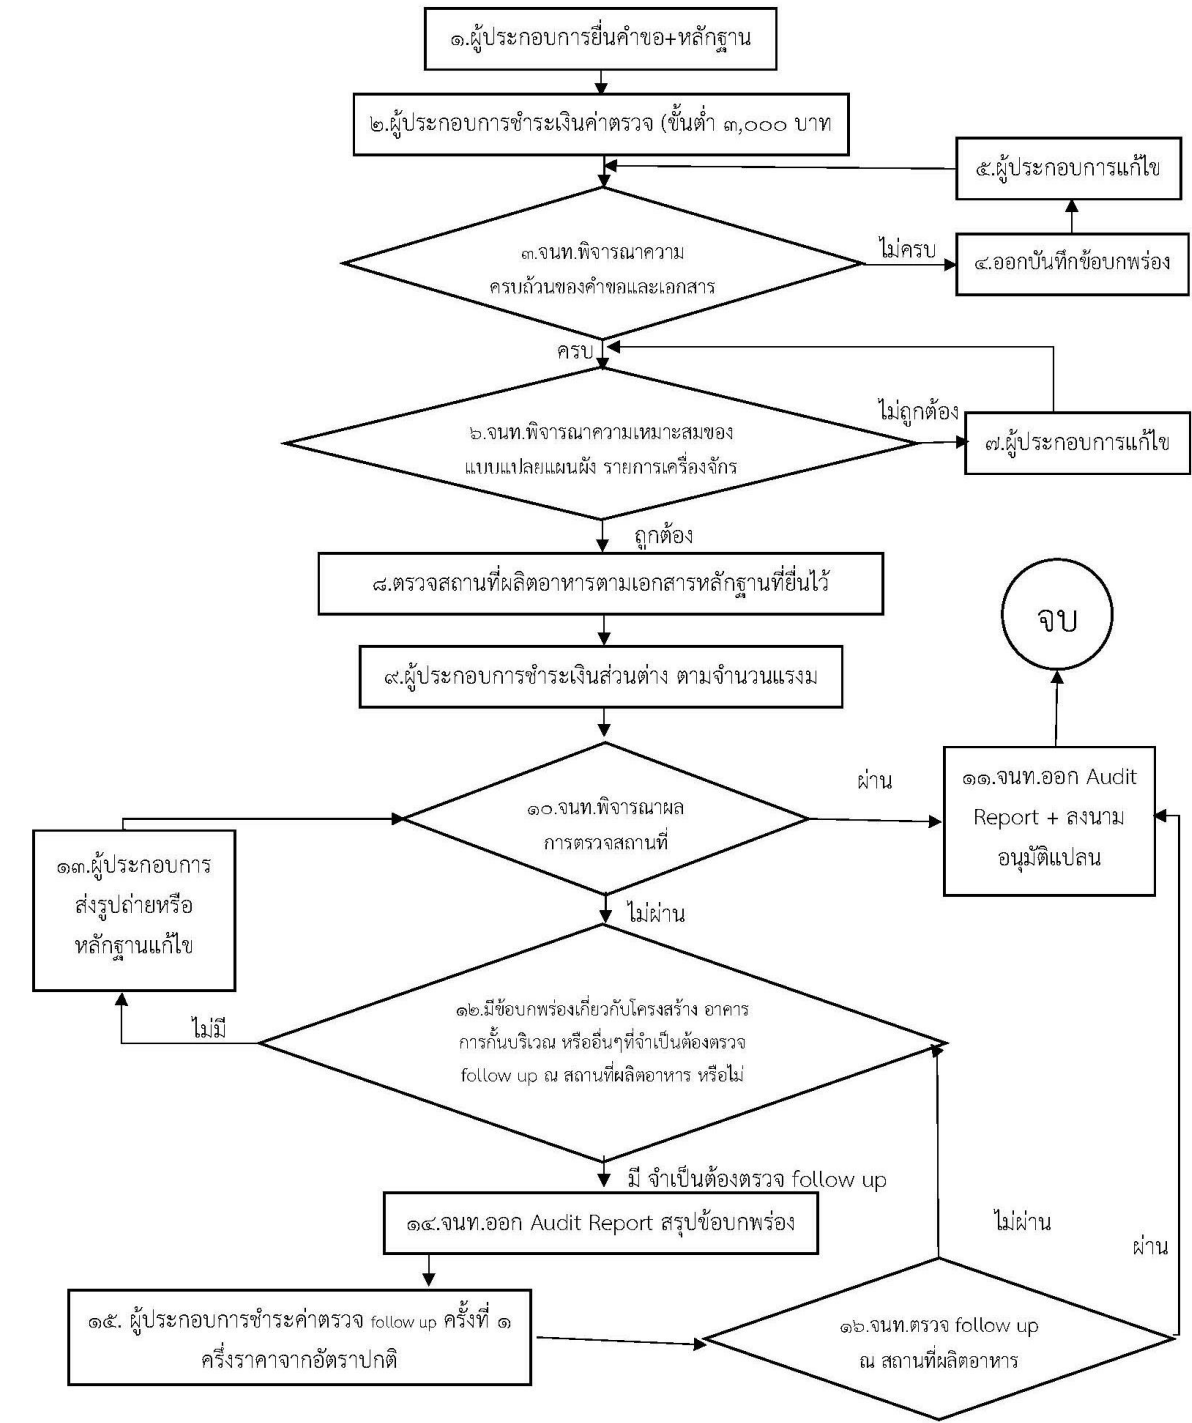 ๑.ผู้ประกอบการยื่นคำขอ+หลักฐาน
๒.ผู้ประกอบการชำระเงินค่าตรวจ (ขั้นต่ำ ๓,๐๐๐ บาท
๕.ผู้ประกอบการแก้ไข
๓.จนท.พิจารณาความ
ครบถ้วนของคำขอและเอกสาร
ไม่ครบ
๔.ออกบันทึกข้อบกพร่อง
ครบ
๖.จนท.พิจารณาความเหมาะสมของ
แบบแปลยแผนผัง รายการเครื่องจักร
ไม่ถูกต้อง
๗.ผู้ประกอบการแก้ไข
ถูกต้อง
๘.ตรวจสถานที่ผลิตอาหารตามเอกสารหลักฐานที่ยื่นไว้
จบ
๙.ผู้ประกอบการชำระเงินส่วนต่าง ตามจำนวนแรงม
๑๐.จนท.พิจารณาผล
การตรวจสถานที่
ผ่าน
๑๑.จนท.ออก Audit
Report + ลงนาม
อนุมัติแปลน
๑๓.ผู้ประกอบการ
ส่งรูปถ่ายหรือ
หลักฐานแก้ไข
ไม่ผ่าน
๑๒.มีข้อบกพร่องเกี่ยวกับโครงสร้าง อาคาร
การกั้นบริเวณ หรืออื่นๆที่จำเป็นต้องตรวจ
follow up ณ สถานที่ผลิตอาหาร หรือไม่
ไม่มี
มี จำเป็นต้องตรวจ follow up
๑๔.จนท.ออก Audit Report สรุปข้อบกพร่อง
ไม่ผ่าน
ผ่าน
๑๕. ผู้ประกอบการชำระค่าตรวจ follow up ครั้งที่ ๑
ครึ่งราคาจากอัตราปกติ
๑๖.จนท.ตรวจ follow up
ณ สถานที่ผลิตอาหาร